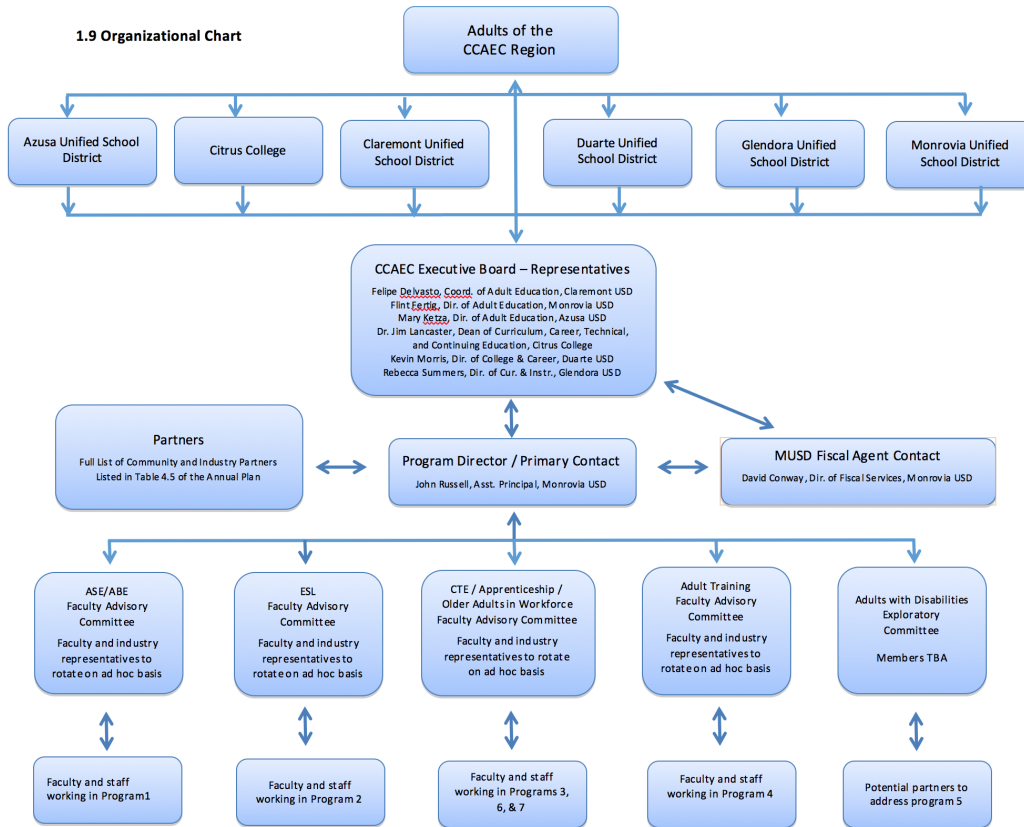 1.9 Organizational Chart
Adults of the
CCAEC Region
Azusa Unified School
District
Citrus College
Claremont Unified
School District
Duarte Unified
School District
Glendora Unified
School District
Monrovia Unified
School District
CCAEC Executive Board – Representatives
Felipe Delvasto, Coord. of Adult Education, Claremont USD
Flint Fertig, Dir. of Adult Education, Monrovia USD
Mary Ketza, Dir. of Adult Education, Azusa USD
Dr. Jim Lancaster, Dean of Curriculum, Career, Technical,
and Continuing Education, Citrus College
Kevin Morris, Dir. of College & Career, Duarte USD
Rebecca Summers, Dir. of Cur. & Instr., Glendora USD
Partners
Full List of Community and Industry Partners
Listed in Table 4.5 of the Annual Plan
Program Director / Primary Contact
John Russell, Asst. Principal, Monrovia USD
MUSD Fiscal Agent Contact
David Conway, Dir. of Fiscal Services, Monrovia USD
ASE/ABE
Faculty Advisory
Committee
Faculty and industry
representatives to
rotate on ad hoc basis
ESL
Faculty Advisory
Committee
Faculty and industry
representatives to
rotate on ad hoc basis
CTE / Apprenticeship /
Older Adults in Workforce
Faculty Advisory Committee
Faculty and industry
representatives to rotate
on ad hoc basis
Adult Training
Faculty Advisory
Committee
Faculty and industry
representatives to
rotate on ad hoc basis
Adults with Disabilities
Exploratory
Committee
Members TBA
Faculty and staff
working in Program1
Faculty and staff
working in Program 2
Faculty and staff
working in Programs 3,
6, & 7
Faculty and staff
working in Program 4
Potential partners to
address program 5